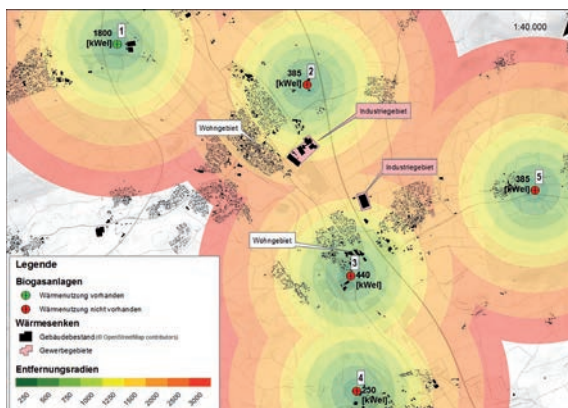 1:40.000
1800
[kWel]
1
385
[kWel]
2
Industriegebiet
Wohngebiet
Industriegebiet
385
[kWel]
5
Wohngebiet
3
440
[kWel]
4
250
[kWel]
Legende
Biogasanlagen
Wärmenutzung vorhanden
Wärmenutzung nicht vorhanden
Wärmesenken
Gebäudebestand (© OpenStreetMap contributors)
Gewerbegebiete
Entfernungsradien
250 500 750 1000 1500 2000 2500 3000